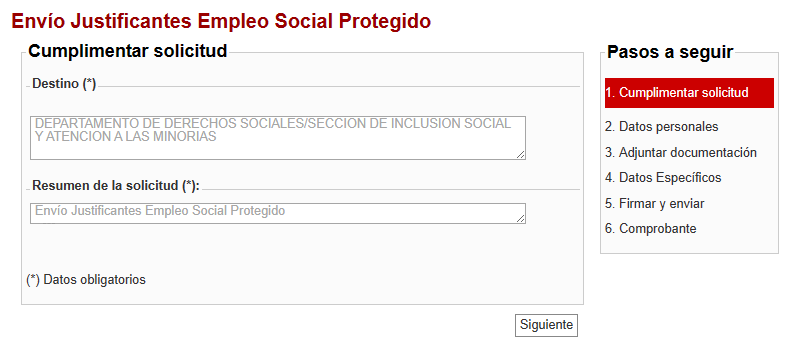 Envío Justificantes Empleo Social Protegido
Cumplimentar solicitud
Destino (*)
DEPARTAMENTO DE DERECHOS SOCIALES/SECCION DE INCLUSION SOCIAL
Y ATENCION A LAS MINORIAS
Resumen de la solicitud (*):
Envío Justificantes Empleo Social Protegido
(*) Datos obligatorios
Siguiente
Pasos a seguir
1. Cumplimentar solicitud
2. Datos personales
3. Adjuntar documentación
4. Datos Específicos
5. Firmar y enviar
6. Comprobante